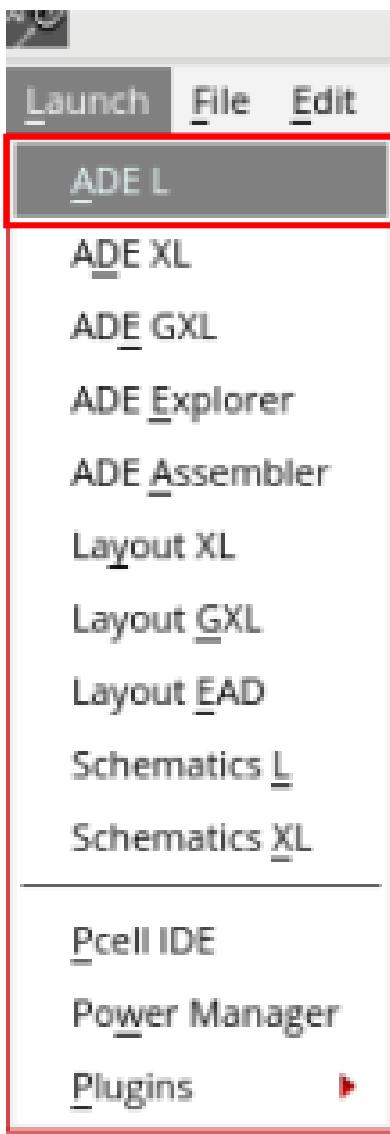 Launch File Edit
ADE L
ADE XL
ADE GXL
ADE Explorer
ADE Assembler
Layout XL
Layout GXL
Layout EAD
Schematics L
Schematics XL
Pcell IDE
Power Manager
Plugins